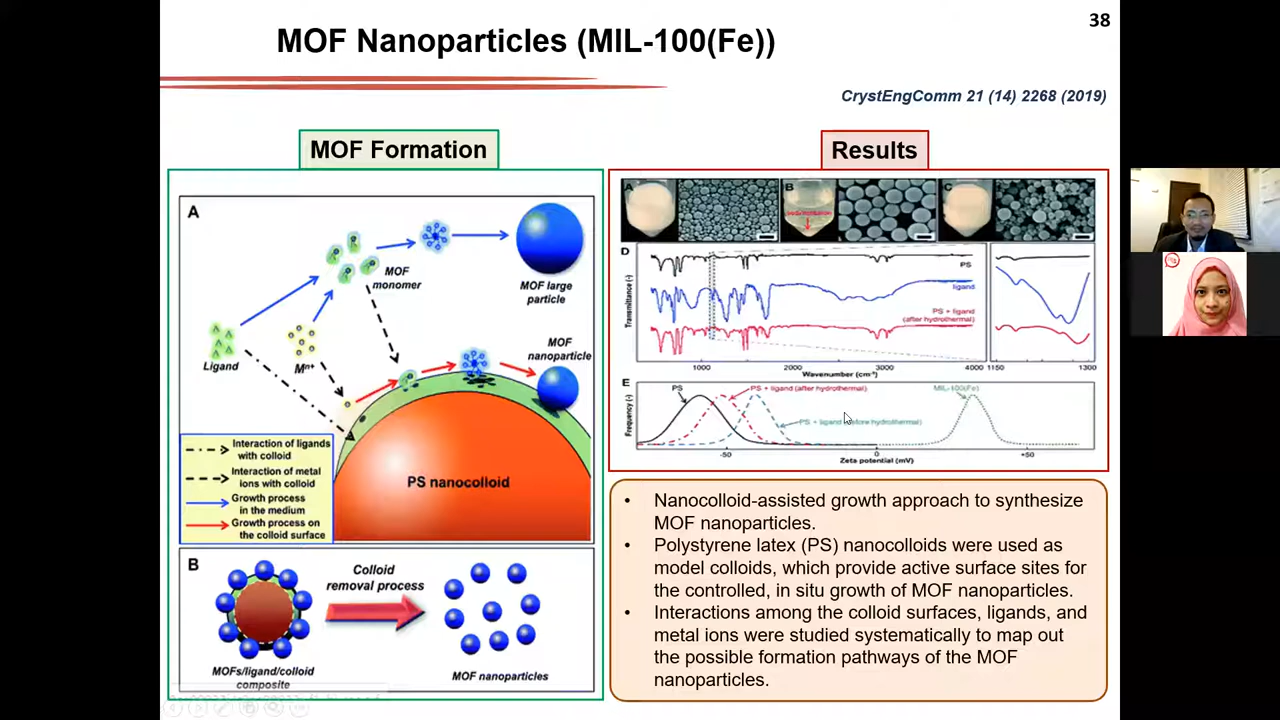 38
MOF Nanoparticles (MIL-100(Fe))
CrystEngComm 21 (14) 2268 (2019)
MOF Formation
A
MOF
monomer
MOF large
particle
Ligand
Mⁿ⁺
MOF
nanoparticle
PS nanocolloid
Interaction of ligands
with colloid
Interaction of metal
ions with colloid
Growth process
in the medium
Growth process on
the colloid surface
B
Colloid
removal process
MOFs/ligand/colloid
composite
MOF nanoparticles
Results
A
B
C
D
PS
ligand
PS + ligand
(after hydrothermal)
Transmittance (-)
1000
2000
3000
4000
1150
1300
Wavenumber (cm⁻¹)
E
PS
PS + ligand (after hydrothermal)
PS + ligand (before hydrothermal)
MIL-100(Fe)
Frequency (-)
-50
0
+50
Zeta potential (mV)
• Nanocolloid-assisted growth approach to synthesize
MOF nanoparticles.
• Polystyrene latex (PS) nanocolloids were used as
model colloids, which provide active surface sites for
the controlled, in situ growth of MOF nanoparticles.
• Interactions among the colloid surfaces, ligands, and
metal ions were studied systematically to map out
the possible formation pathways of the MOF
nanoparticles.